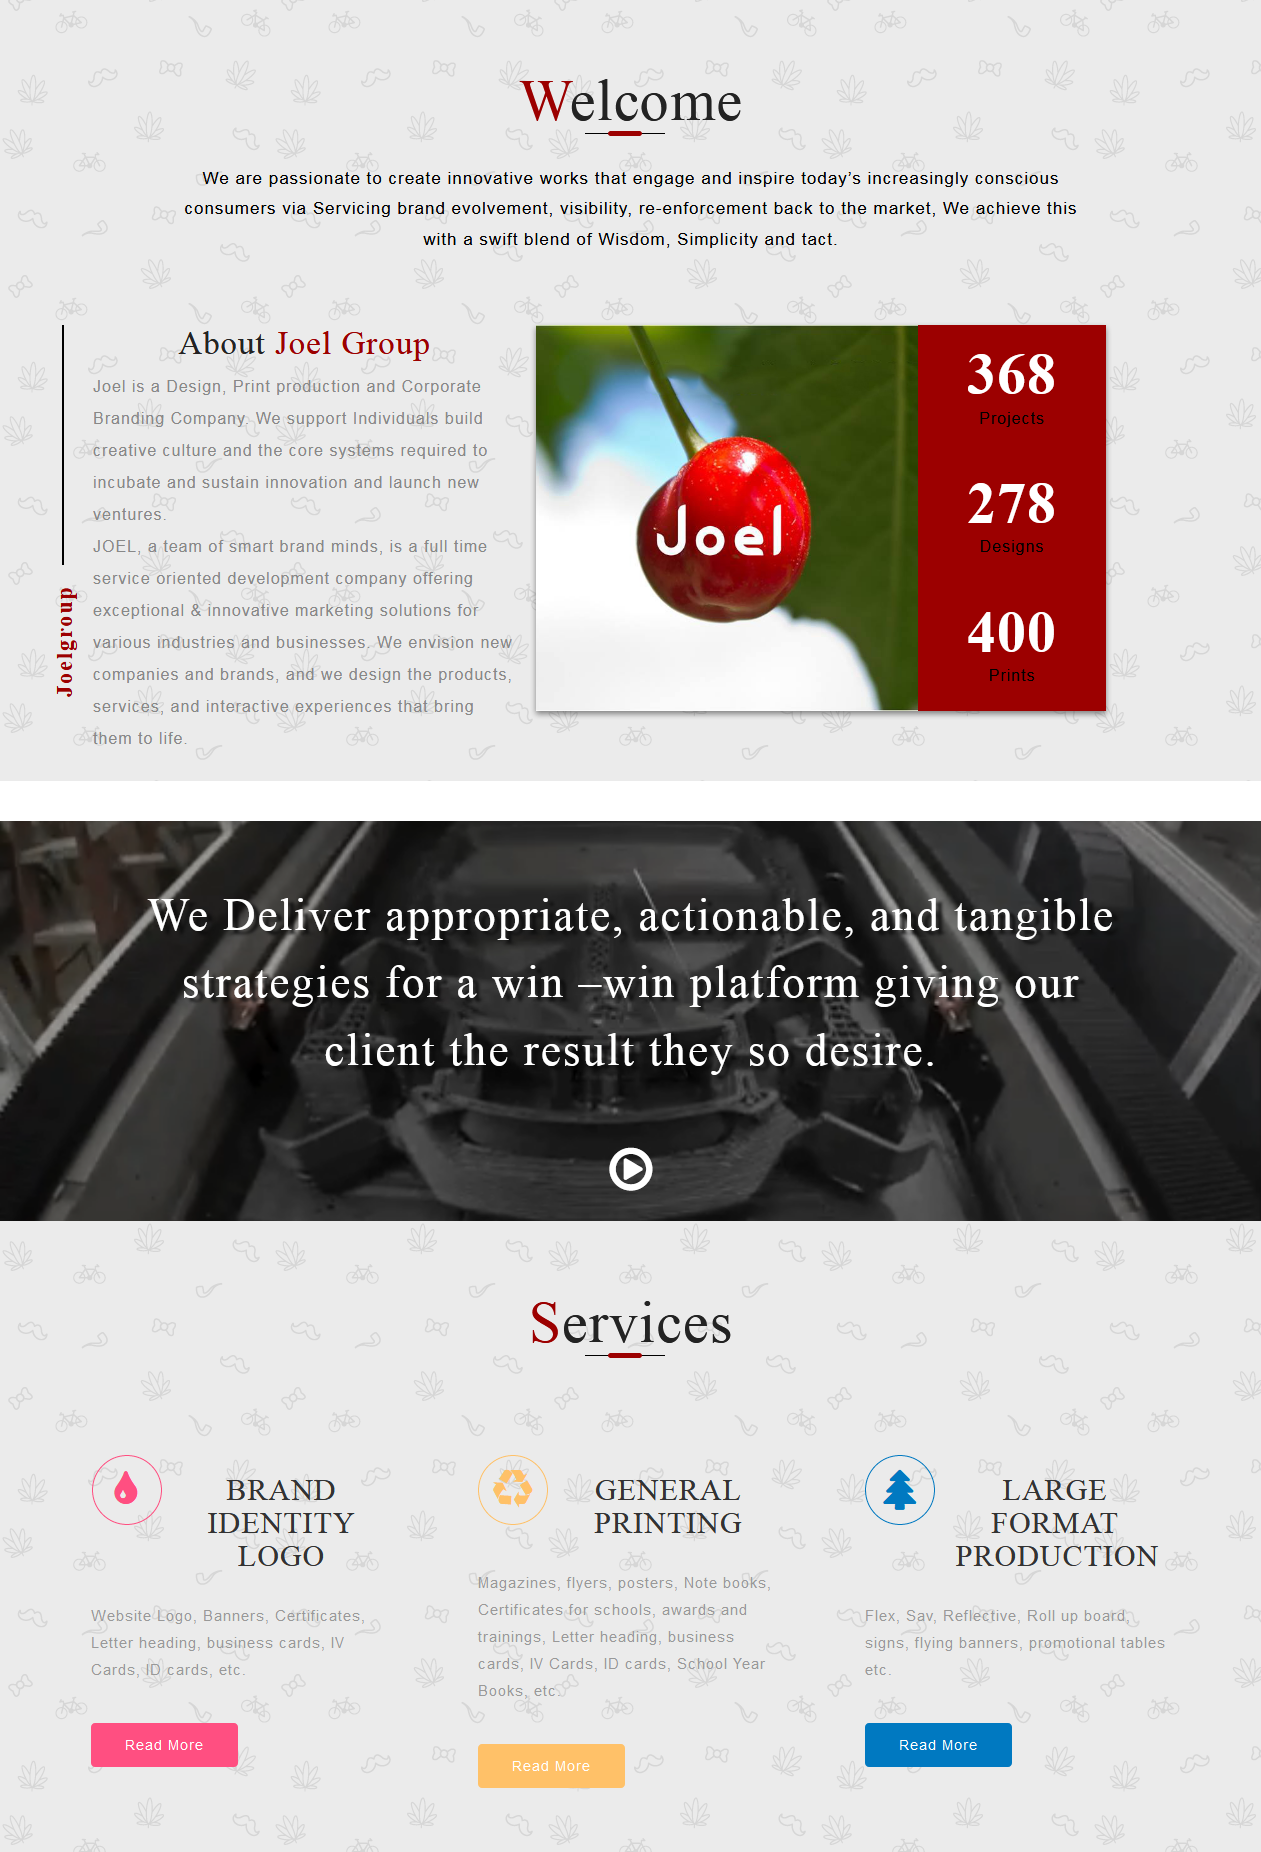 Welcome
We are passionate to create innovative works that engage and inspire today’s increasingly conscious
consumers via Servicing brand evolvement, visibility, re-enforcement back to the market, We achieve this
with a swift blend of Wisdom, Simplicity and tact.
Joelgroup
About Joel Group
Joel is a Design, Print production and Corporate
Branding Company. We support Individuals build
creative culture and the core systems required to
incubate and sustain innovation and launch new
ventures.
JOEL, a team of smart brand minds, is a full time
service oriented development company offering
exceptional & innovative marketing solutions for
various industries and businesses. We envision new
companies and brands, and we design the products,
services, and interactive experiences that bring
them to life.
Joel
368
Projects
278
Designs
400
Prints
We Deliver appropriate, actionable, and tangible
strategies for a win –win platform giving our
client the result they so desire.
Services
BRAND
IDENTITY
LOGO
Website Logo, Banners, Certificates,
Letter heading, business cards, IV
Cards, ID cards, etc.
Read More
GENERAL
PRINTING
Magazines, flyers, posters, Note books,
Certificates for schools, awards and
trainings, Letter heading, business
cards, IV Cards, ID cards, School Year
Books, etc.
Read More
LARGE
FORMAT
PRODUCTION
Flex, Sav, Reflective, Roll up board,
signs, flying banners, promotional tables
etc.
Read More